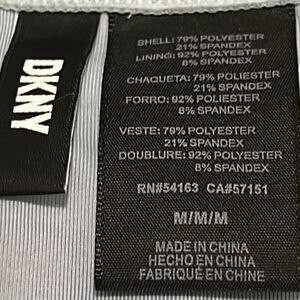 DKNY
SHELL: 79% POLYESTER
21% SPANDEX
LINING: 92% POLYESTER
8% SPANDEX
CHAQUETA: 79% POLIESTER
21% SPANDEX
FORRO: 92% POLIESTER
8% SPANDEX
VESTE: 79% POLYESTER
21% SPANDEX
DOUBLURE: 92% POLYESTER
8% SPANDEX
RN#54163 CA#57151
M/M/M
MADE IN CHINA
HECHO EN CHINA
FABRIQUÉ EN CHINE